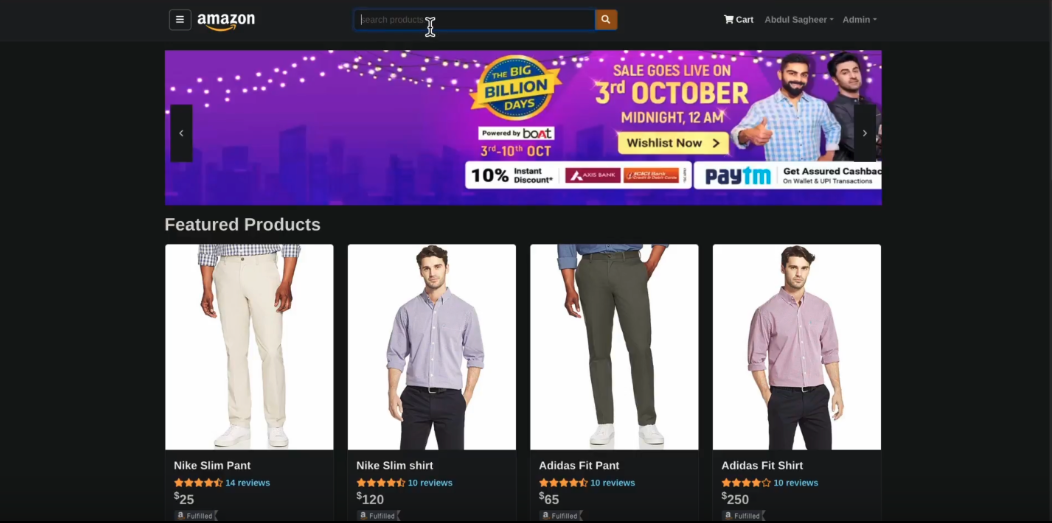 amazon
search products
Cart
Abdul Sagheer
Admin
THE BIG
BILLION
DAYS
Powered by boAt
3rd-10th OCT
SALE GOES LIVE ON
3rd OCTOBER
MIDNIGHT, 12 AM
Wishlist Now
10% Instant
Discount*
AXIS BANK
ICICI Bank
Paytm
Get Assured Cashbac
On Wallet & UPI Transactions
Featured Products
Nike Slim Pant
14 reviews
$25
Fulfilled
Nike Slim shirt
10 reviews
$120
Fulfilled
Adidas Fit Pant
10 reviews
$65
Fulfilled
Adidas Fit Shirt
10 reviews
$250
Fulfilled